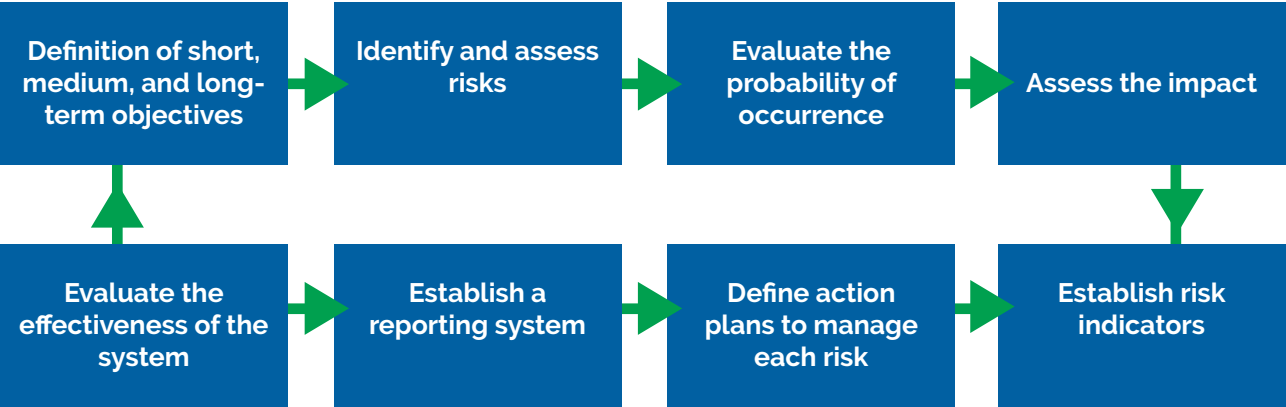 Definition of short,
medium, and long-
term objectives
Identify and assess
risks
Evaluate the
probability of
occurrence
Assess the impact
Evaluate the
effectiveness of the
system
Establish a
reporting system
Define action
plans to manage
each risk
Establish risk
indicators